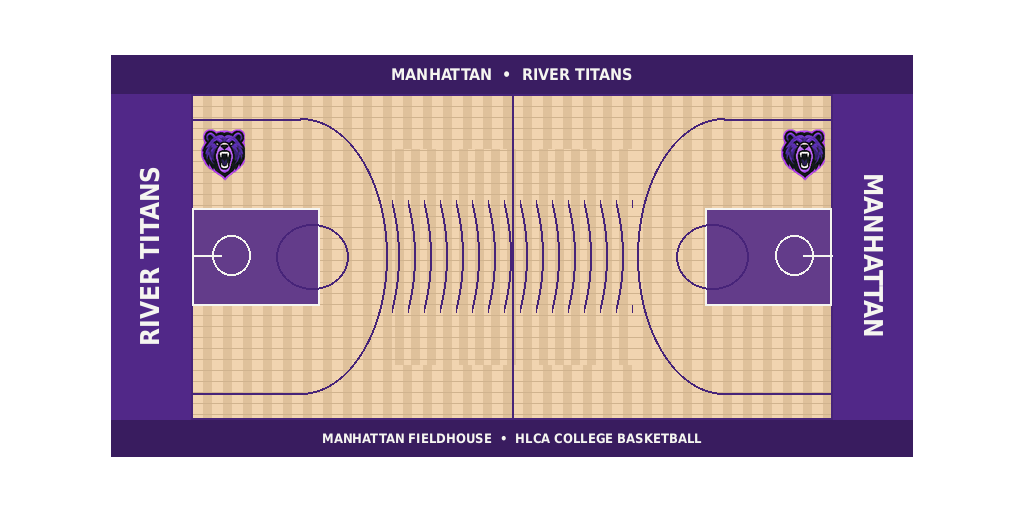 MANHATTAN • RIVER TITANS
RIVER TITANS
MANHATTAN
MANHATTAN FIELDHOUSE • HLCA COLLEGE BASKETBALL